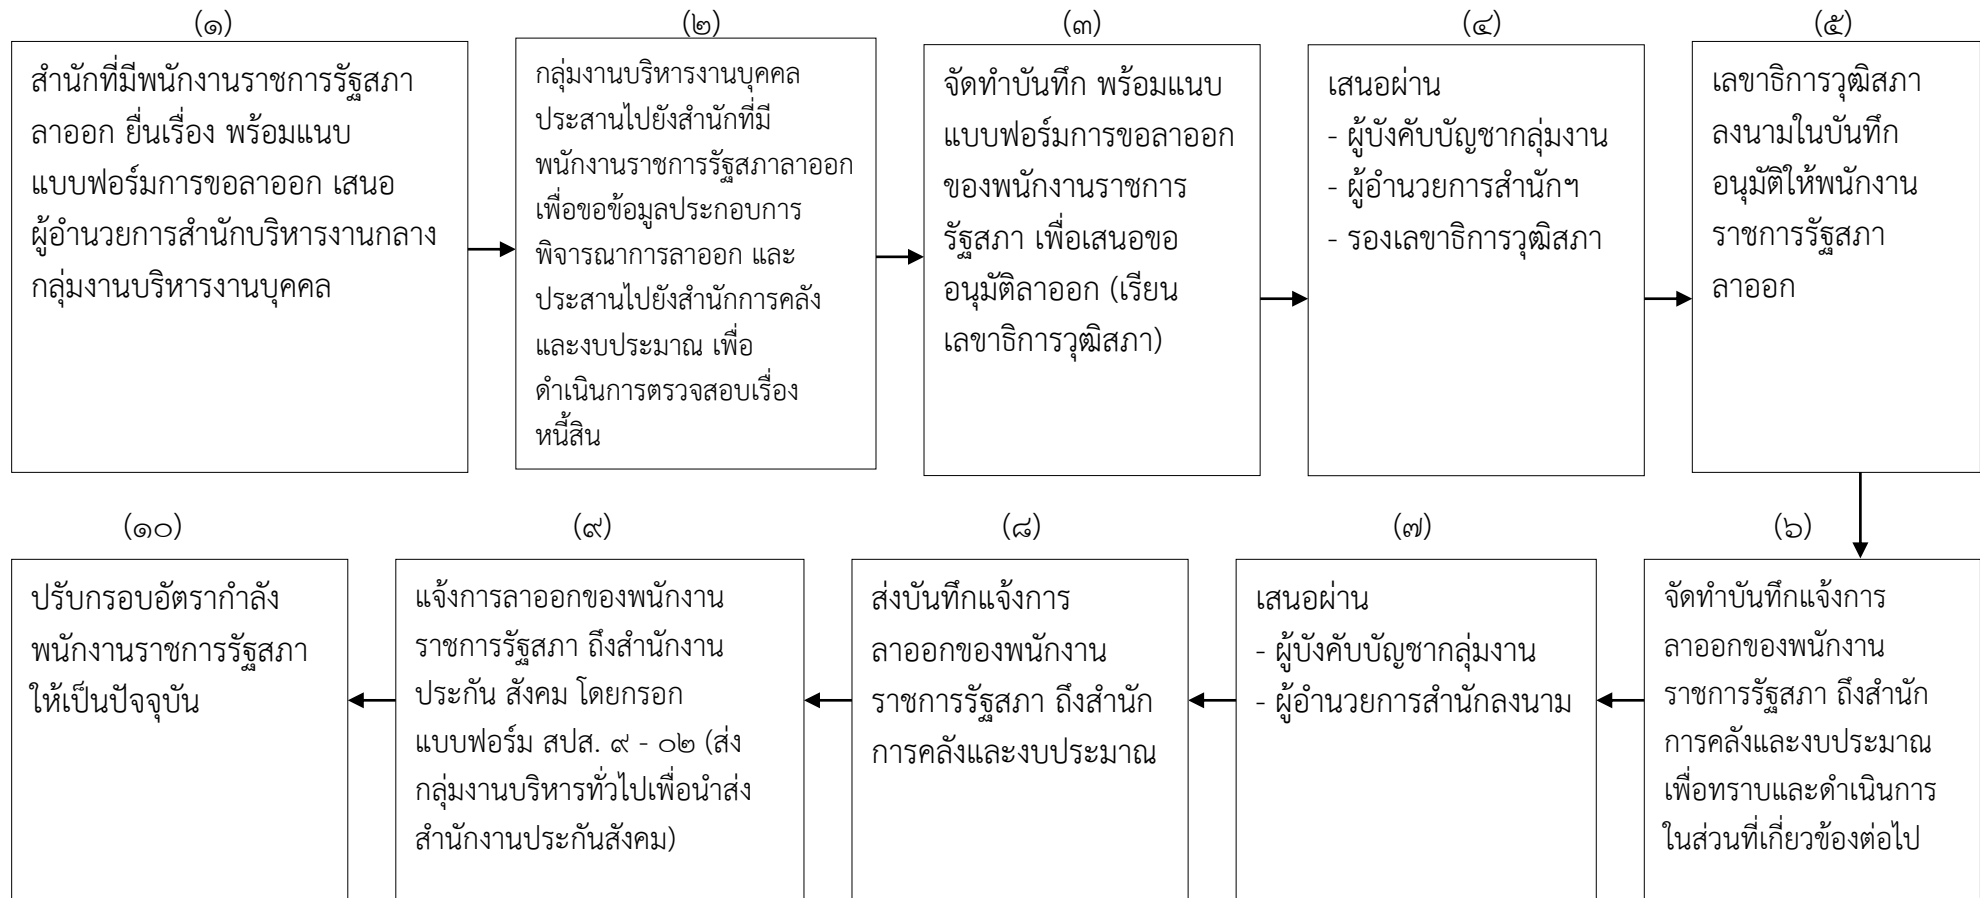 (๑)
สำนักที่มีพนักงานราชการรัฐสภา
ลาออก ยื่นเรื่อง พร้อมแนบ
แบบฟอร์มการขอลาออก เสนอ
ผู้อำนวยการสำนักบริหารงานกลาง
กลุ่มงานบริหารงานบุคคล
(๒)
กลุ่มงานบริหารงานบุคคล
ประสานไปยังสำนักที่มี
พนักงานราชการรัฐสภาลาออก
เพื่อขอข้อมูลประกอบการ
พิจารณาการลาออก และ
ประสานไปยังสำนักการคลัง
และงบประมาณ เพื่อ
ดำเนินการตรวจสอบเรื่อง
หนี้สิน
(๓)
จัดทำบันทึก พร้อมแนบ
แบบฟอร์มการขอลาออก
ของพนักงานราชการ
รัฐสภา เพื่อเสนอขอ
อนุมัติลาออก (เรียน
เลขาธิการวุฒิสภา)
(๔)
เสนอผ่าน
- ผู้บังคับบัญชากลุ่มงาน
- ผู้อำนวยการสำนักฯ
- รองเลขาธิการวุฒิสภา
(๕)
เลขาธิการวุฒิสภา
ลงนามในบันทึก
อนุมัติให้พนักงาน
ราชการรัฐสภา
ลาออก
(๖)
จัดทำบันทึกแจ้งการ
ลาออกของพนักงาน
ราชการรัฐสภา ถึงสำนัก
การคลังและงบประมาณ
เพื่อทราบและดำเนินการ
ในส่วนที่เกี่ยวข้องต่อไป
(๗)
เสนอผ่าน
- ผู้บังคับบัญชากลุ่มงาน
- ผู้อำนวยการสำนักลงนาม
(๘)
ส่งบันทึกแจ้งการ
ลาออกของพนักงาน
ราชการรัฐสภา ถึงสำนัก
การคลังและงบประมาณ
(๙)
แจ้งการลาออกของพนักงาน
ราชการรัฐสภา ถึงสำนักงาน
ประกัน สังคม โดยกรอก
แบบฟอร์ม สปส. ๙ - ๐๒ (ส่ง
กลุ่มงานบริหารทั่วไปเพื่อนำส่ง
สำนักงานประกันสังคม)
(๑๐)
ปรับกรอบอัตรากำลัง
พนักงานราชการรัฐสภา
ให้เป็นปัจจุบัน